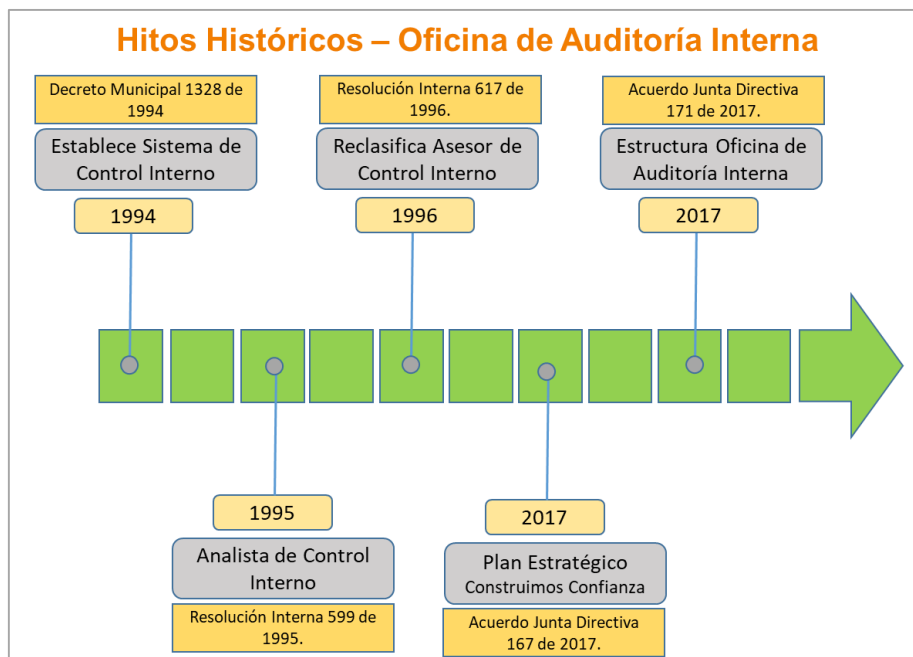 Hitos Históricos – Oficina de Auditoría Interna
Decreto Municipal 1328 de
1994
Establece Sistema de
Control Interno
1994
Resolución Interna 617 de
1996.
Reclasifica Asesor de
Control Interno
1996
Acuerdo Junta Directiva
171 de 2017.
Estructura Oficina de
Auditoría Interna
2017
1995
Analista de Control
Interno
Resolución Interna 599 de
1995.
2017
Plan Estratégico
Construimos Confianza
Acuerdo Junta Directiva
167 de 2017.